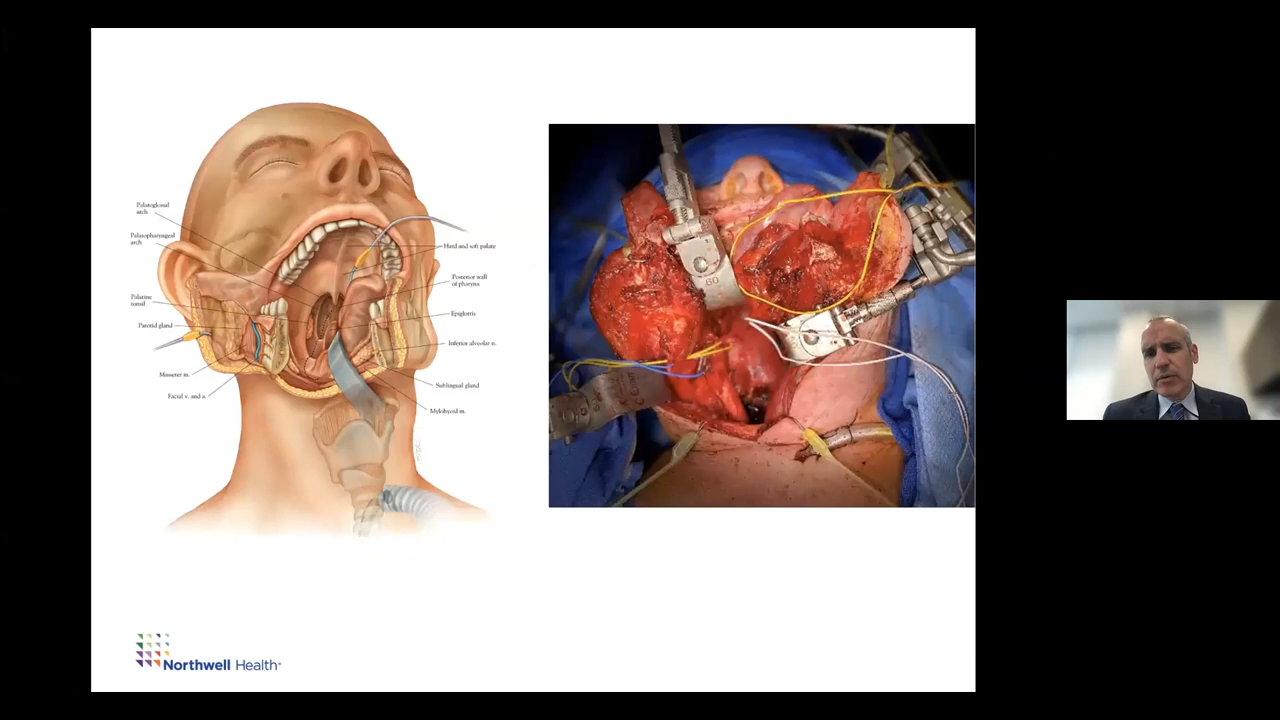 Palatoglossal
arch
Palatopharyngeal
arch
Palatine
tonsil
Parotid gland
Masseter m.
Facial v. and a.
Hard and soft palate
Posterior wall
of pharynx
Epiglottis
Inferior alveolar n.
Sublingual gland
Mylohyoid m.
60
Northwell Health